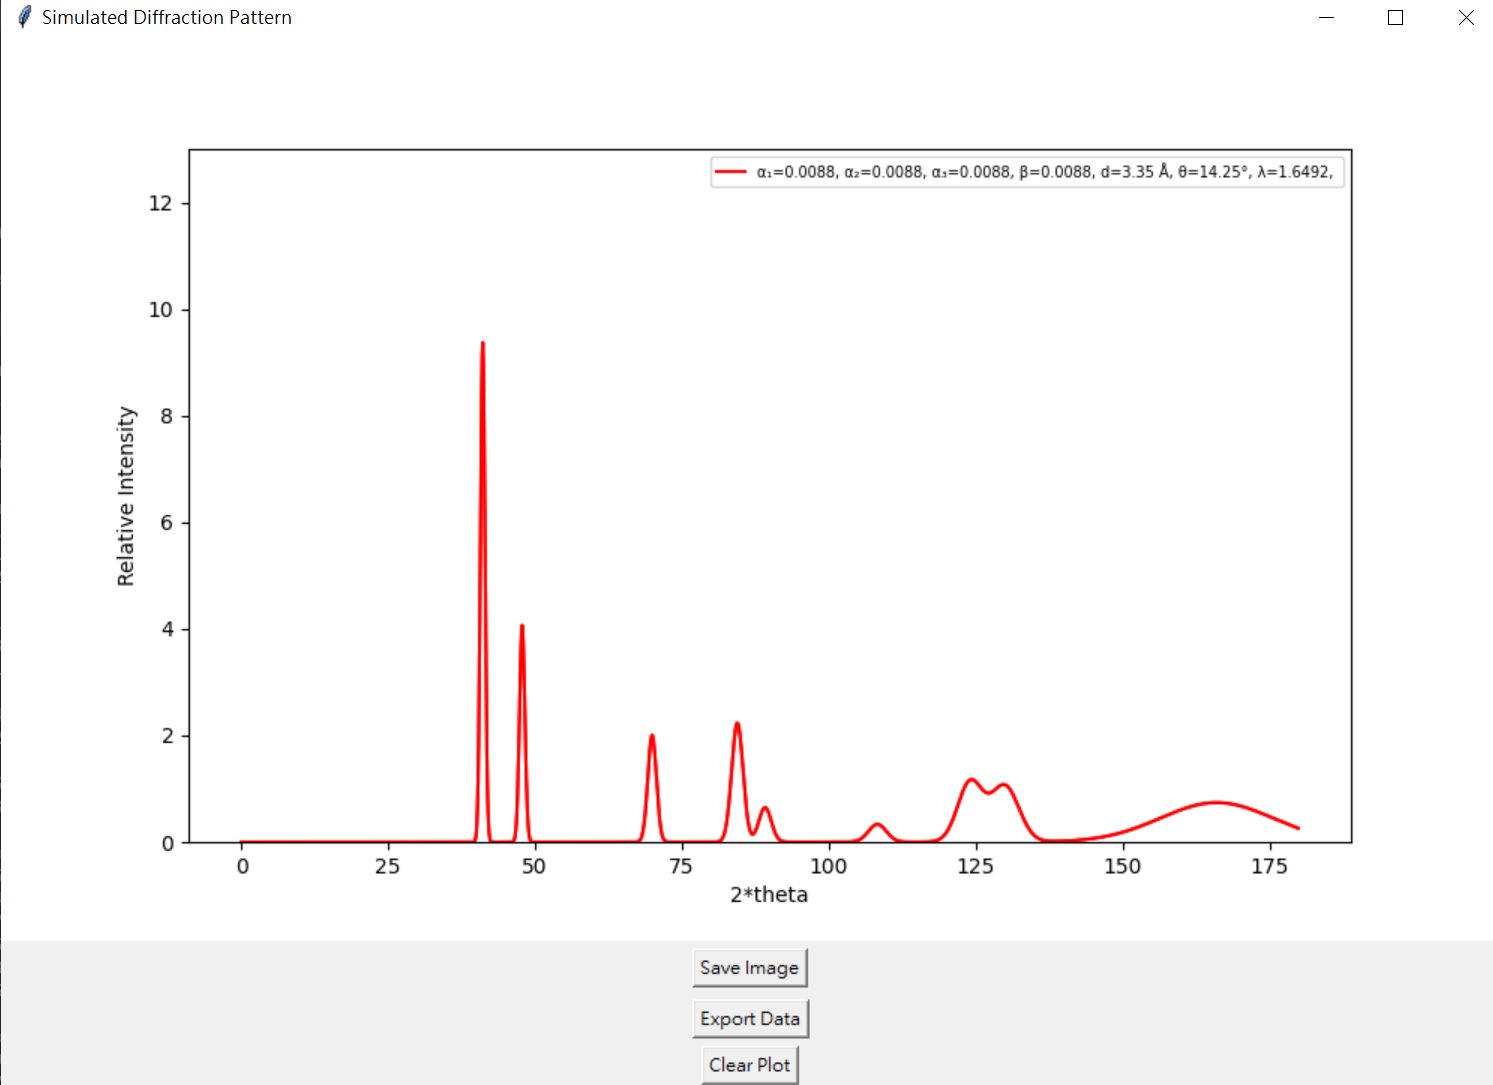 Simulated Diffraction Pattern
α₁=0.0088, α₂=0.0088, α₃=0.0088, β=0.0088, d=3.35 Å, θ=14.25°, λ=1.6492,
12
10
8
6
4
2
0
Relative Intensity
0 25 50 75 100 125 150 175
2*theta
Save Image
Export Data
Clear Plot